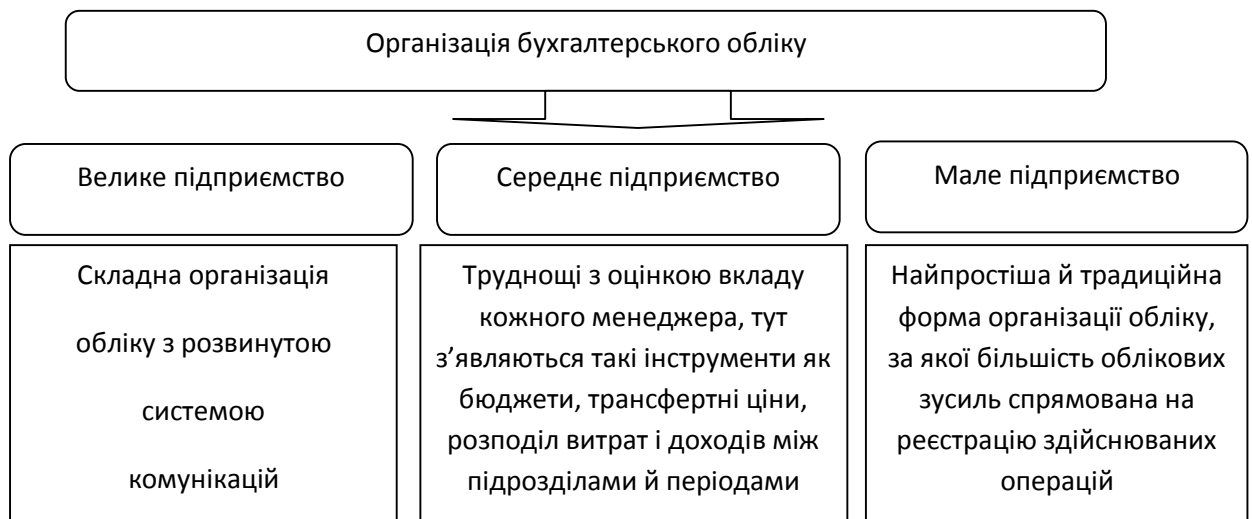 Організація бухгалтерського обліку
Велике підприємство
Складна організація
обліку з розвинутою
системою
комунікацій
Середнє підприємство
Труднощі з оцінкою вкладу
кожного менеджера, тут
з’являються такі інструменти як
бюджети, трансфертні ціни,
розподіл витрат і доходів між
підрозділами й періодами
Мале підприємство
Найпростіша й традиційна
форма організації обліку,
за якої більшість облікових
зусиль спрямована на
реєстрацію здійснюваних
операцій